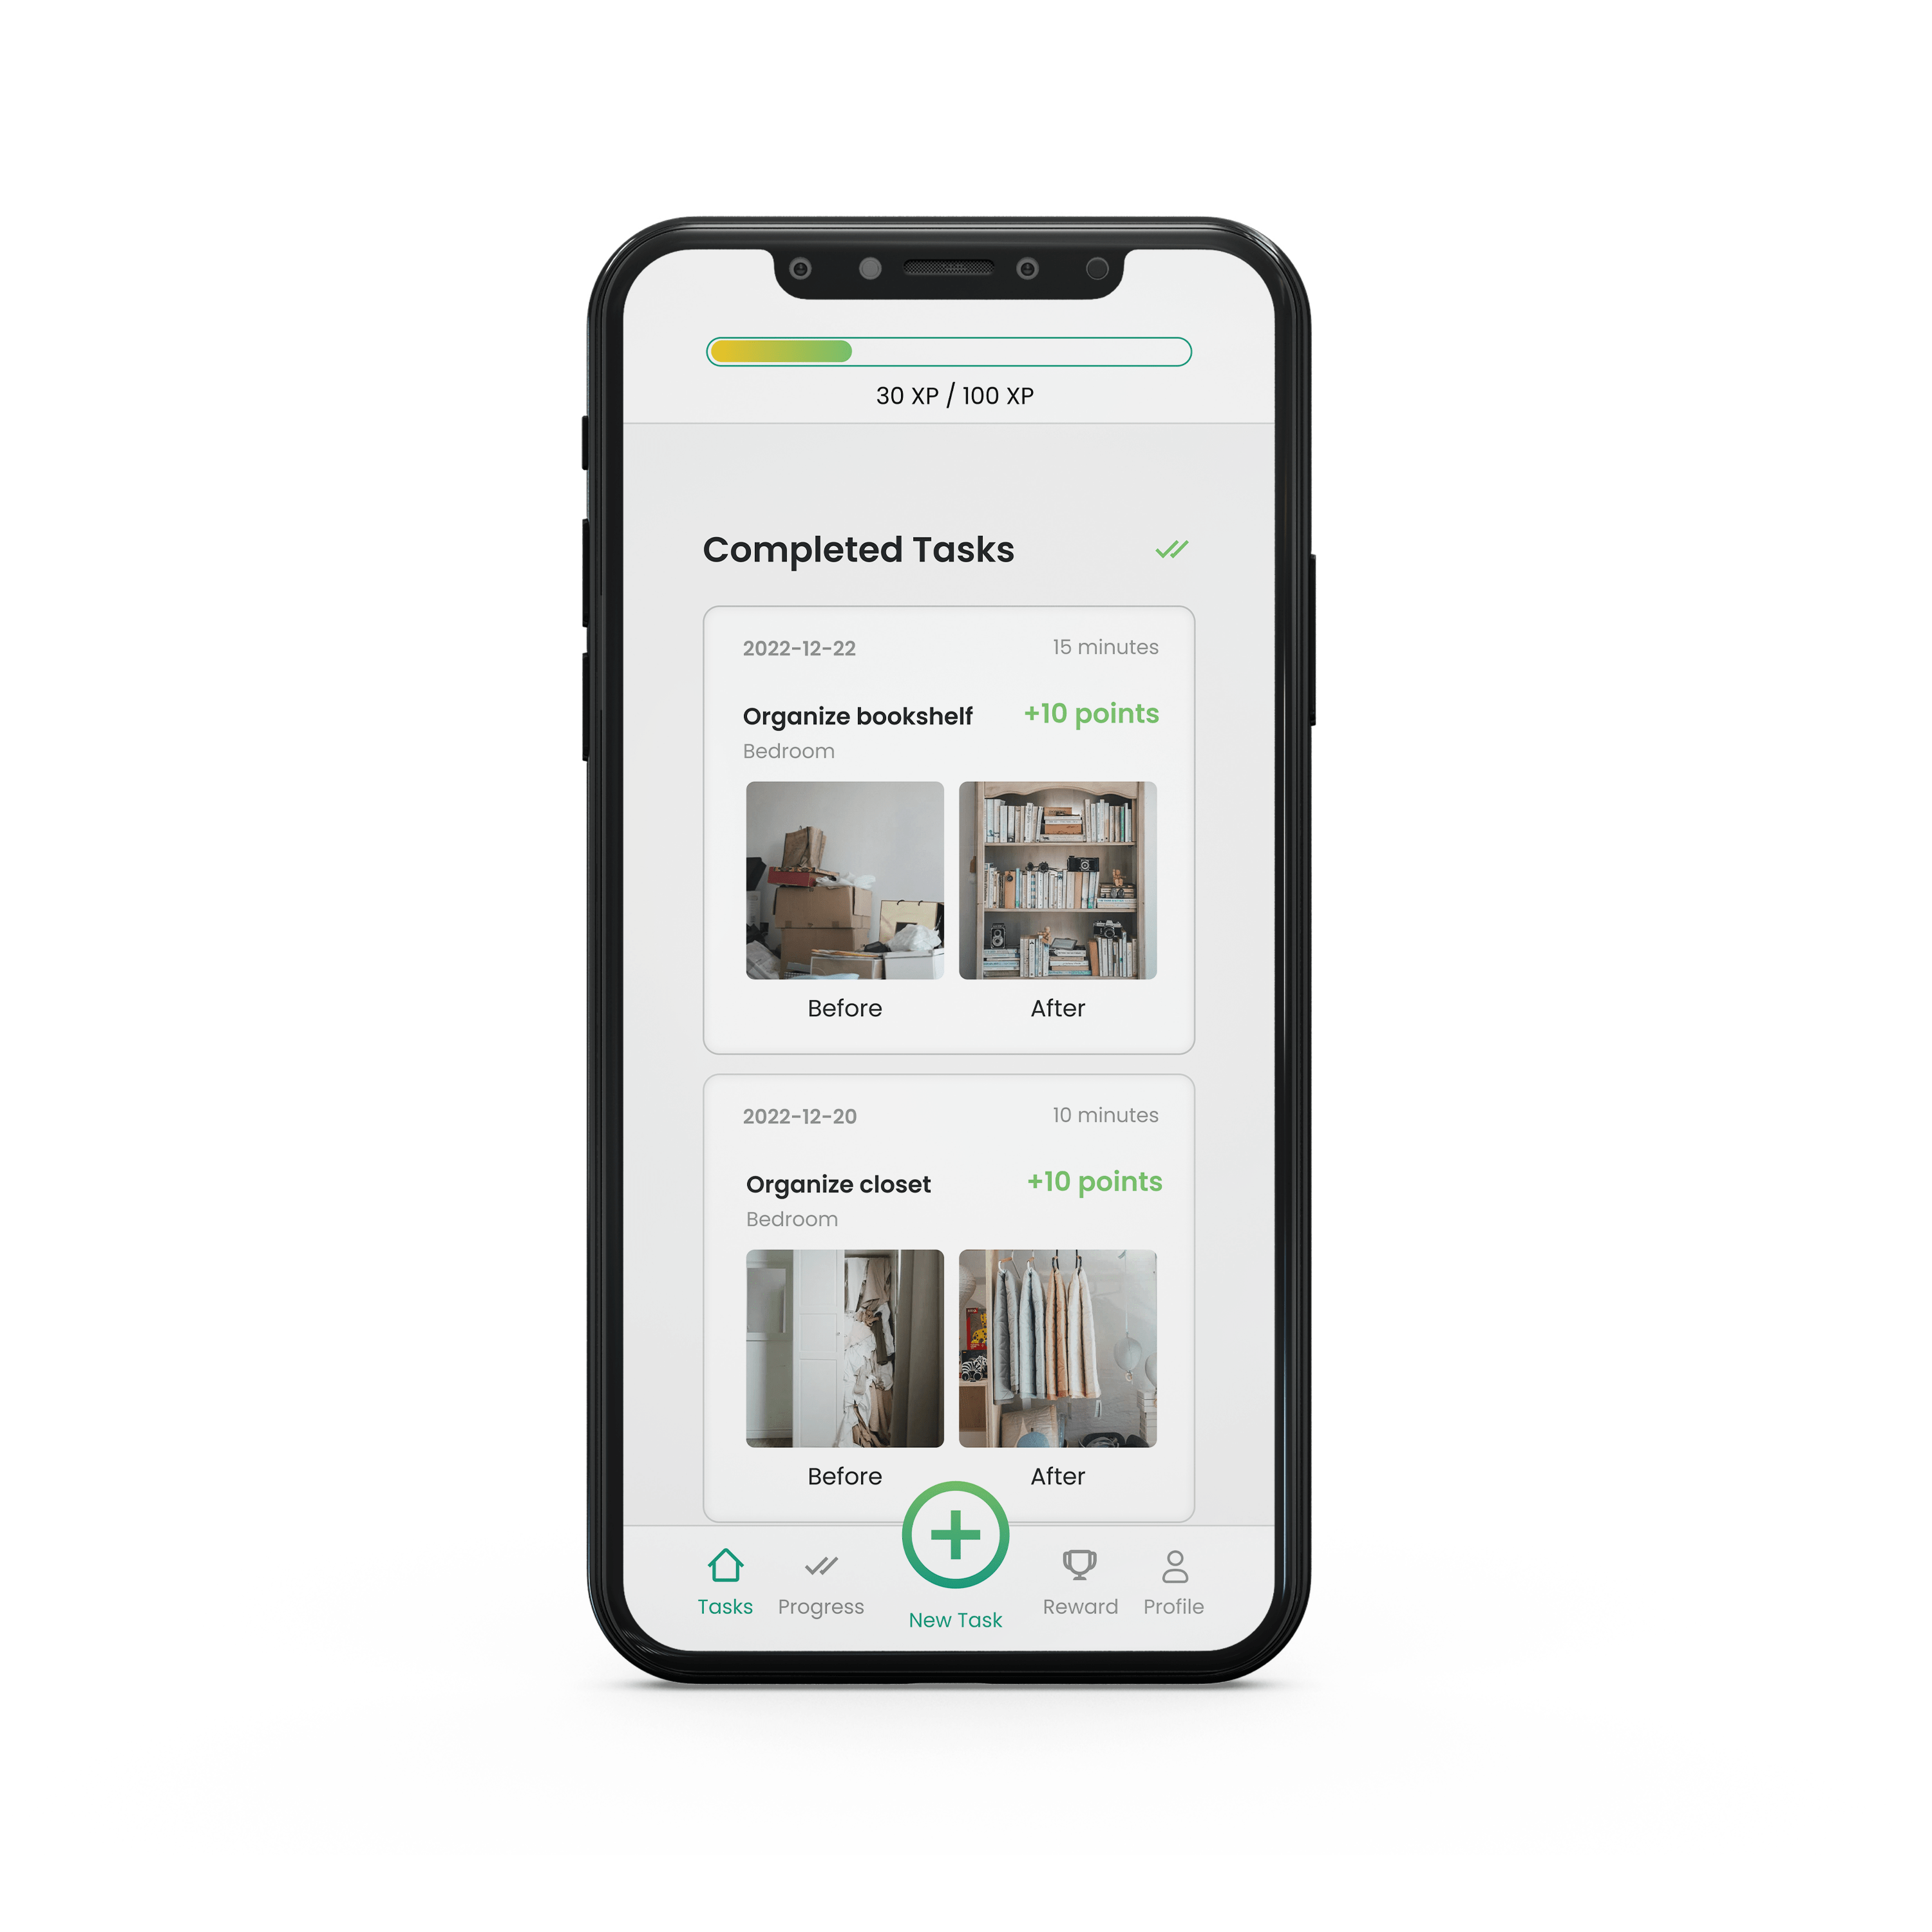 30 XP / 100 XP
Completed Tasks
2022-12-22
15 minutes
Organize bookshelf
+10 points
Bedroom
Before
After
2022-12-20
10 minutes
Organize closet
+10 points
Bedroom
Before
After
Tasks
Progress
New Task
Reward
Profile